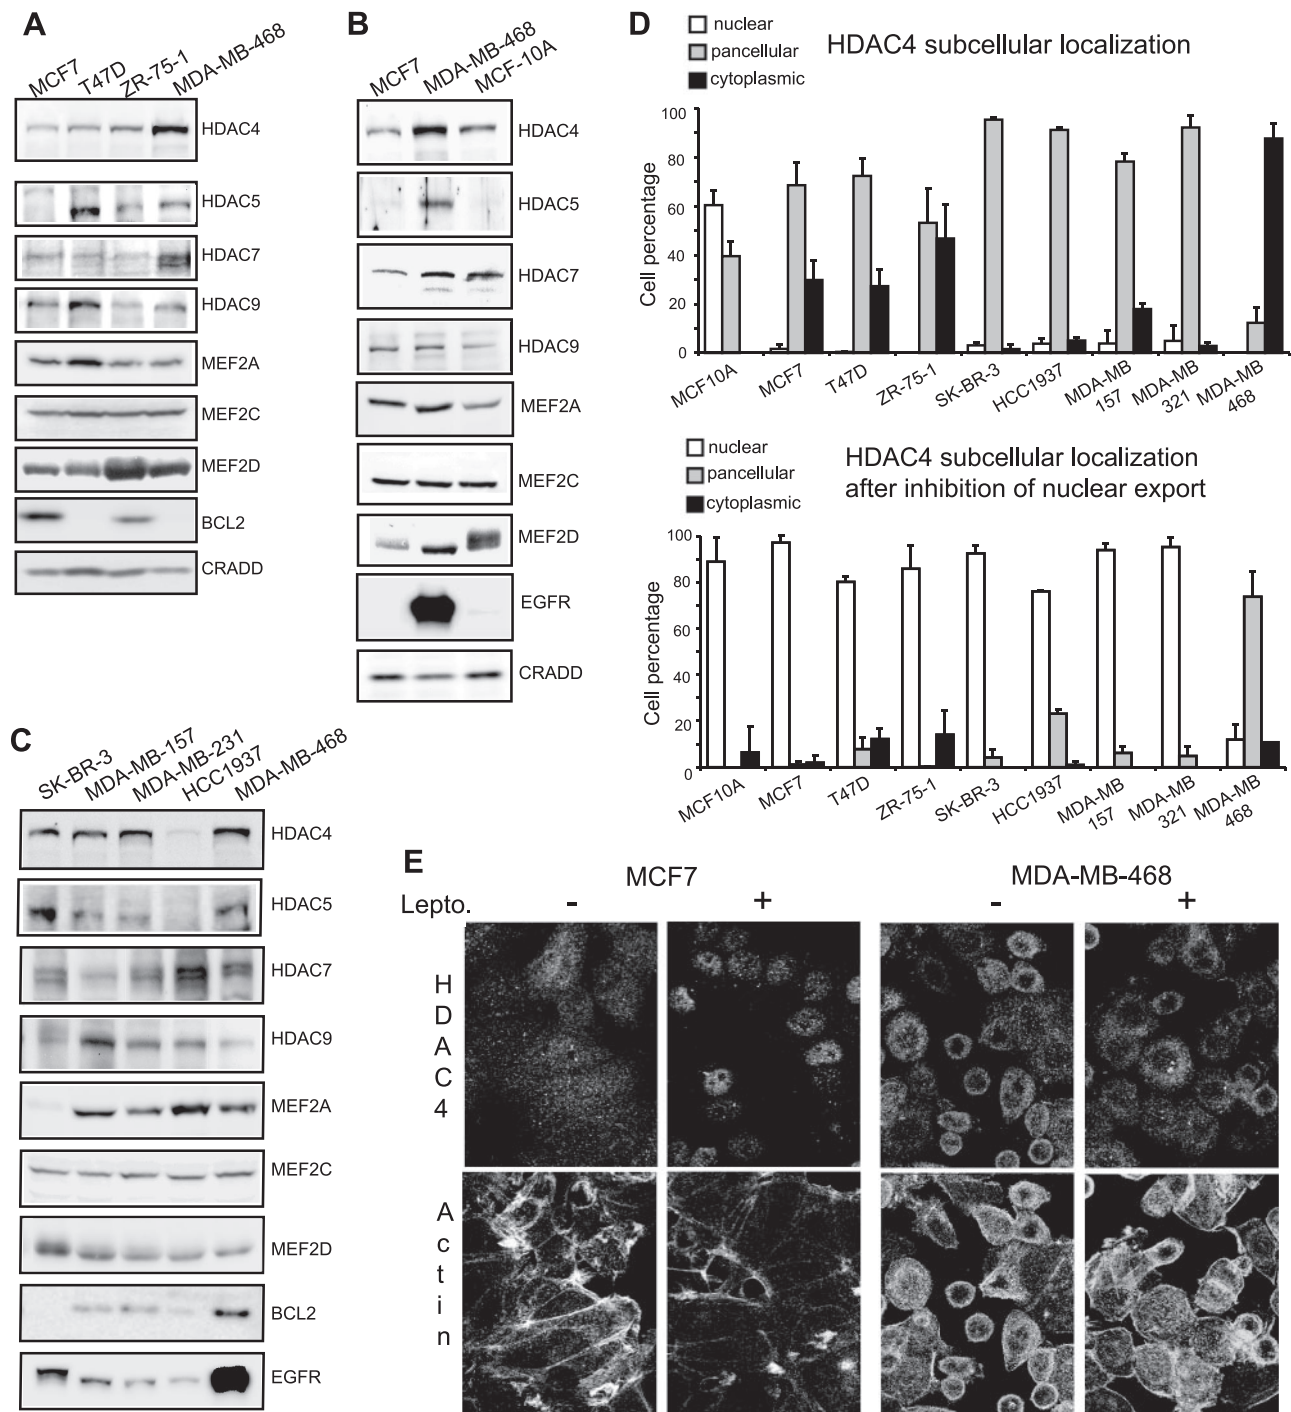 A
MCF7
T47D
ZR-75-1
MDA-MB-468
HDAC4
HDAC5
HDAC7
HDAC9
MEF2A
MEF2C
MEF2D
BCL2
CRADD
B
MCF7
MDA-MB-468
MCF-10A
HDAC4
HDAC5
HDAC7
HDAC9
MEF2A
MEF2C
MEF2D
EGFR
CRADD
C
SK-BR-3
MDA-MB-157
MDA-MB-231
HCC1937
MDA-MB-468
HDAC4
HDAC5
HDAC7
HDAC9
MEF2A
MEF2C
MEF2D
BCL2
EGFR
D
nuclear
pancellular
cytoplasmic
HDAC4 subcellular localization
Cell percentage
100
80
60
40
20
0
MCF10A
MCF7
T47D
ZR-75-1
SK-BR-3
HCC1937
MDA-MB
157
MDA-MB
321
MDA-MB
468
nuclear
pancellular
cytoplasmic
HDAC4 subcellular localization
after inhibition of nuclear export
Cell percentage
100
80
60
40
20
0
MCF10A
MCF7
T47D
ZR-75-1
SK-BR-3
HCC1937
MDA-MB
157
MDA-MB
321
MDA-MB
468
E
MCF7
MDA-MB-468
Lepto. - + - +
HDAC4
Actin